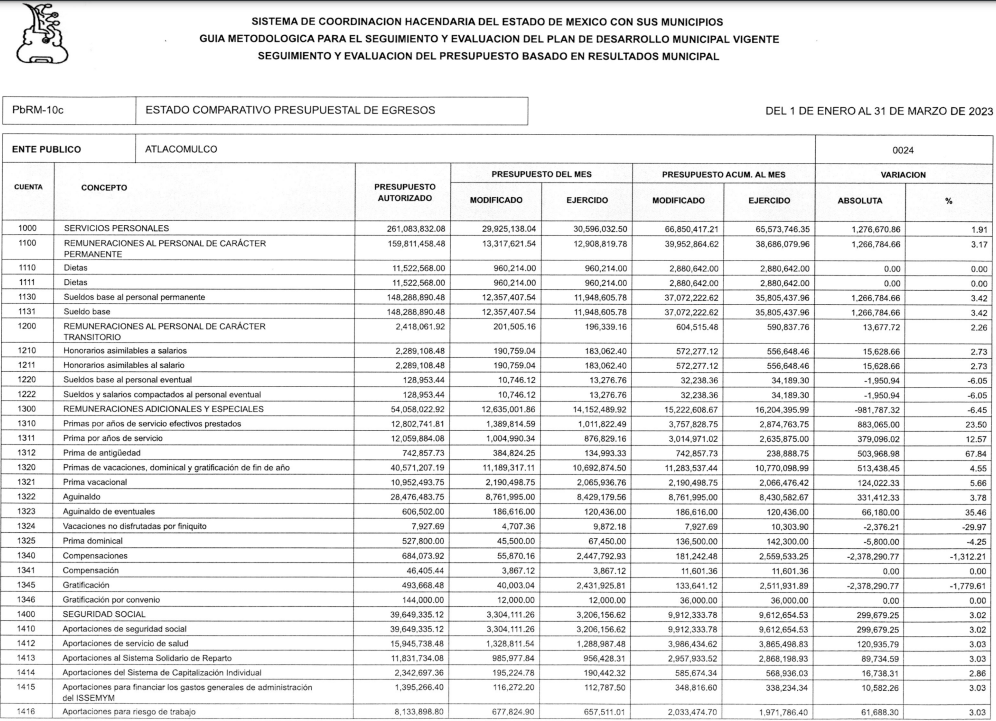 SISTEMA DE COORDINACION HACENDARIA DEL ESTADO DE MEXICO CON SUS MUNICIPIOS
GUIA METODOLOGICA PARA EL SEGUIMIENTO Y EVALUACION DEL PLAN DE DESARROLLO MUNICIPAL VIGENTE
SEGUIMIENTO Y EVALUACION DEL PRESUPUESTO BASADO EN RESULTADOS MUNICIPAL
PbRM-10c ESTADO COMPARATIVO PRESUPUESTAL DE EGRESOS DEL 1 DE ENERO AL 31 DE MARZO DE 2023
ENTE PUBLICO ATLACOMULCO 0024
CUENTA CONCEPTO PRESUPUESTO AUTORIZADO PRESUPUESTO DEL MES PRESUPUESTO ACUM. AL MES VARIACION
MODIFICADO EJERCIDO MODIFICADO EJERCIDO ABSOLUTA %
1000 SERVICIOS PERSONALES 261,083,832.08 29,925,138.04 30,596,032.50 66,850,417.21 65,573,746.35 1,276,670.86 1.91
1100 REMUNERACIONES AL PERSONAL DE CARÁCTER 159,811,458.48 13,317,621.54 12,908,819.78 39,952,864.62 38,686,079.96 1,266,784.66 3.17
PERMANENTE
1110 Dietas 11,522,568.00 960,214.00 960,214.00 2,880,642.00 2,880,642.00 0.00 0.00
1111 Dietas 11,522,568.00 960,214.00 960,214.00 2,880,642.00 2,880,642.00 0.00 0.00
1130 Sueldos base al personal permanente 148,288,890.48 12,357,407.54 11,948,605.78 37,072,222.62 35,805,437.96 1,266,784.66 3.42
1131 Sueldo base 148,288,890.48 12,357,407.54 11,948,605.78 37,072,222.62 35,805,437.96 1,266,784.66 3.42
1200 REMUNERACIONES AL PERSONAL DE CARÁCTER 2,418,061.92 201,505.16 196,339.16 604,515.48 590,837.76 13,677.72 2.26
TRANSITORIO
1210 Honorarios asimilables a salarios 2,289,108.48 190,759.04 183,062.40 572,277.12 556,648.46 15,628.66 2.73
1211 Honorarios asimilables al salario 2,289,108.48 190,759.04 183,062.40 572,277.12 556,648.46 15,628.66 2.73
1220 Sueldos base al personal eventual 128,953.44 10,746.12 13,276.76 32,238.36 34,189.30 -1,950.94 -6.05
1222 Sueldos y salarios compactados al personal eventual 128,953.44 10,746.12 13,276.76 32,238.36 34,189.30 -1,950.94 -6.05
1300 REMUNERACIONES ADICIONALES Y ESPECIALES 54,058,022.92 12,635,001.86 14,152,489.92 15,222,608.67 16,204,395.99 -981,787.32 -6.45
1310 Primas por años de servicio efectivos prestados 12,802,741.81 1,389,814.59 1,011,822.49 3,757,828.75 2,874,763.75 883,065.00 23.50
1311 Prima por años de servicio 12,059,884.08 1,004,990.34 876,829.16 3,014,971.02 2,635,875.00 379,096.02 12.57
1312 Prima de antigüedad 742,857.73 384,824.25 134,993.33 742,857.73 238,888.75 503,968.98 67.84
1320 Primas de vacaciones, dominical y gratificación de fin de año 40,571,207.19 11,189,317.11 10,692,874.50 11,283,537.44 10,770,098.99 513,438.45 4.55
1321 Prima vacacional 10,952,493.75 2,190,498.75 2,065,936.76 2,190,498.75 2,066,476.42 124,022.33 5.66
1322 Aguinaldo 28,476,483.75 8,761,995.00 8,429,179.56 8,761,995.00 8,430,582.67 331,412.33 3.78
1323 Aguinaldo de eventuales 606,502.00 186,616.00 120,436.00 186,616.00 120,436.00 66,180.00 35.46
1324 Vacaciones no disfrutadas por finiquito 7,927.69 4,707.36 9,872.18 7,927.69 10,303.90 -2,376.21 -29.97
1325 Prima dominical 527,800.00 45,500.00 67,450.00 136,500.00 142,300.00 -5,800.00 -4.25
1340 Compensaciones 684,073.92 55,870.16 2,447,792.93 181,242.48 2,559,533.25 -2,378,290.77 -1,312.21
1341 Compensación 46,405.44 3,867.12 3,867.12 11,601.36 11,601.36 0.00 0.00
1345 Gratificación 493,668.48 40,003.04 2,431,925.81 133,641.12 2,511,931.89 -2,378,290.77 -1,779.61
1346 Gratificación por convenio 144,000.00 12,000.00 12,000.00 36,000.00 36,000.00 0.00 0.00
1400 SEGURIDAD SOCIAL 39,649,335.12 3,304,111.26 3,206,156.62 9,912,333.78 9,612,654.53 299,679.25 3.02
1410 Aportaciones de seguridad social 39,649,335.12 3,304,111.26 3,206,156.62 9,912,333.78 9,612,654.53 299,679.25 3.02
1412 Aportaciones de servicio de salud 15,945,738.48 1,328,811.54 1,288,987.48 3,986,434.62 3,865,498.83 120,935.79 3.03
1413 Aportaciones al Sistema Solidario de Reparto 11,831,734.08 985,977.84 956,428.31 2,957,933.52 2,868,198.93 89,734.59 3.03
1414 Aportaciones del Sistema de Capitalización Individual 2,342,697.36 195,224.78 190,442.32 585,674.34 568,936.03 16,738.31 2.86
1415 Aportaciones para financiar los gastos generales de administración 1,395,266.40 116,272.20 112,787.50 348,816.60 338,234.34 10,582.26 3.03
del ISSEMYM
1416 Aportaciones para riesgo de trabajo 8,133,898.80 677,824.90 657,511.01 2,033,474.70 1,971,786.40 61,688.30 3.03